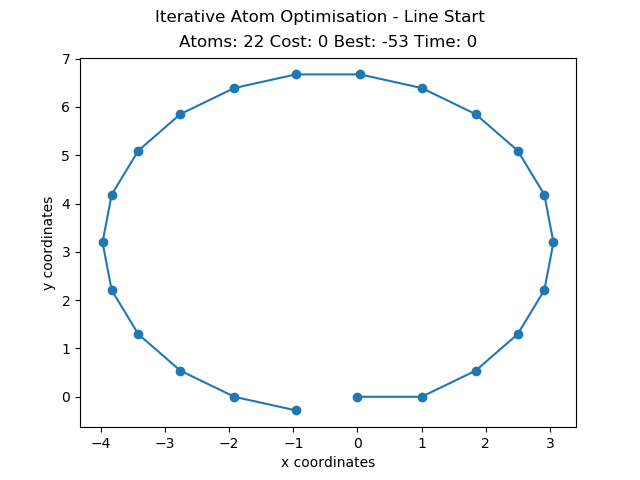 Iterative Atom Optimisation - Line Start
Atoms: 22 Cost: 0 Best: -53 Time: 0
7
6
5
4
3
2
1
0
y coordinates
−4 −3 −2 −1 0 1 2 3
x coordinates